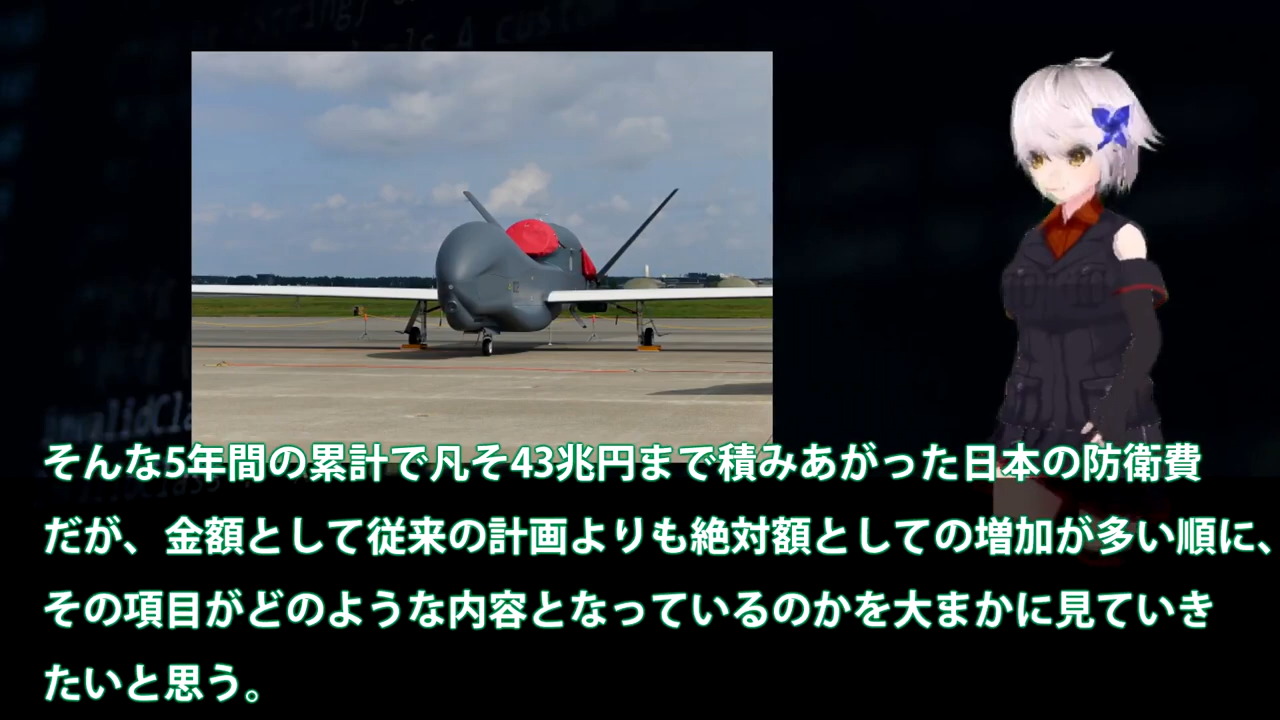 そんな5年間の累計で凡そ43兆円まで積みあがった日本の防衛費
だが、金額として従来の計画よりも絶対額としての増加が多い順に、
その項目がどのような内容となっているのかを大まかに見ていき
たいと思う。